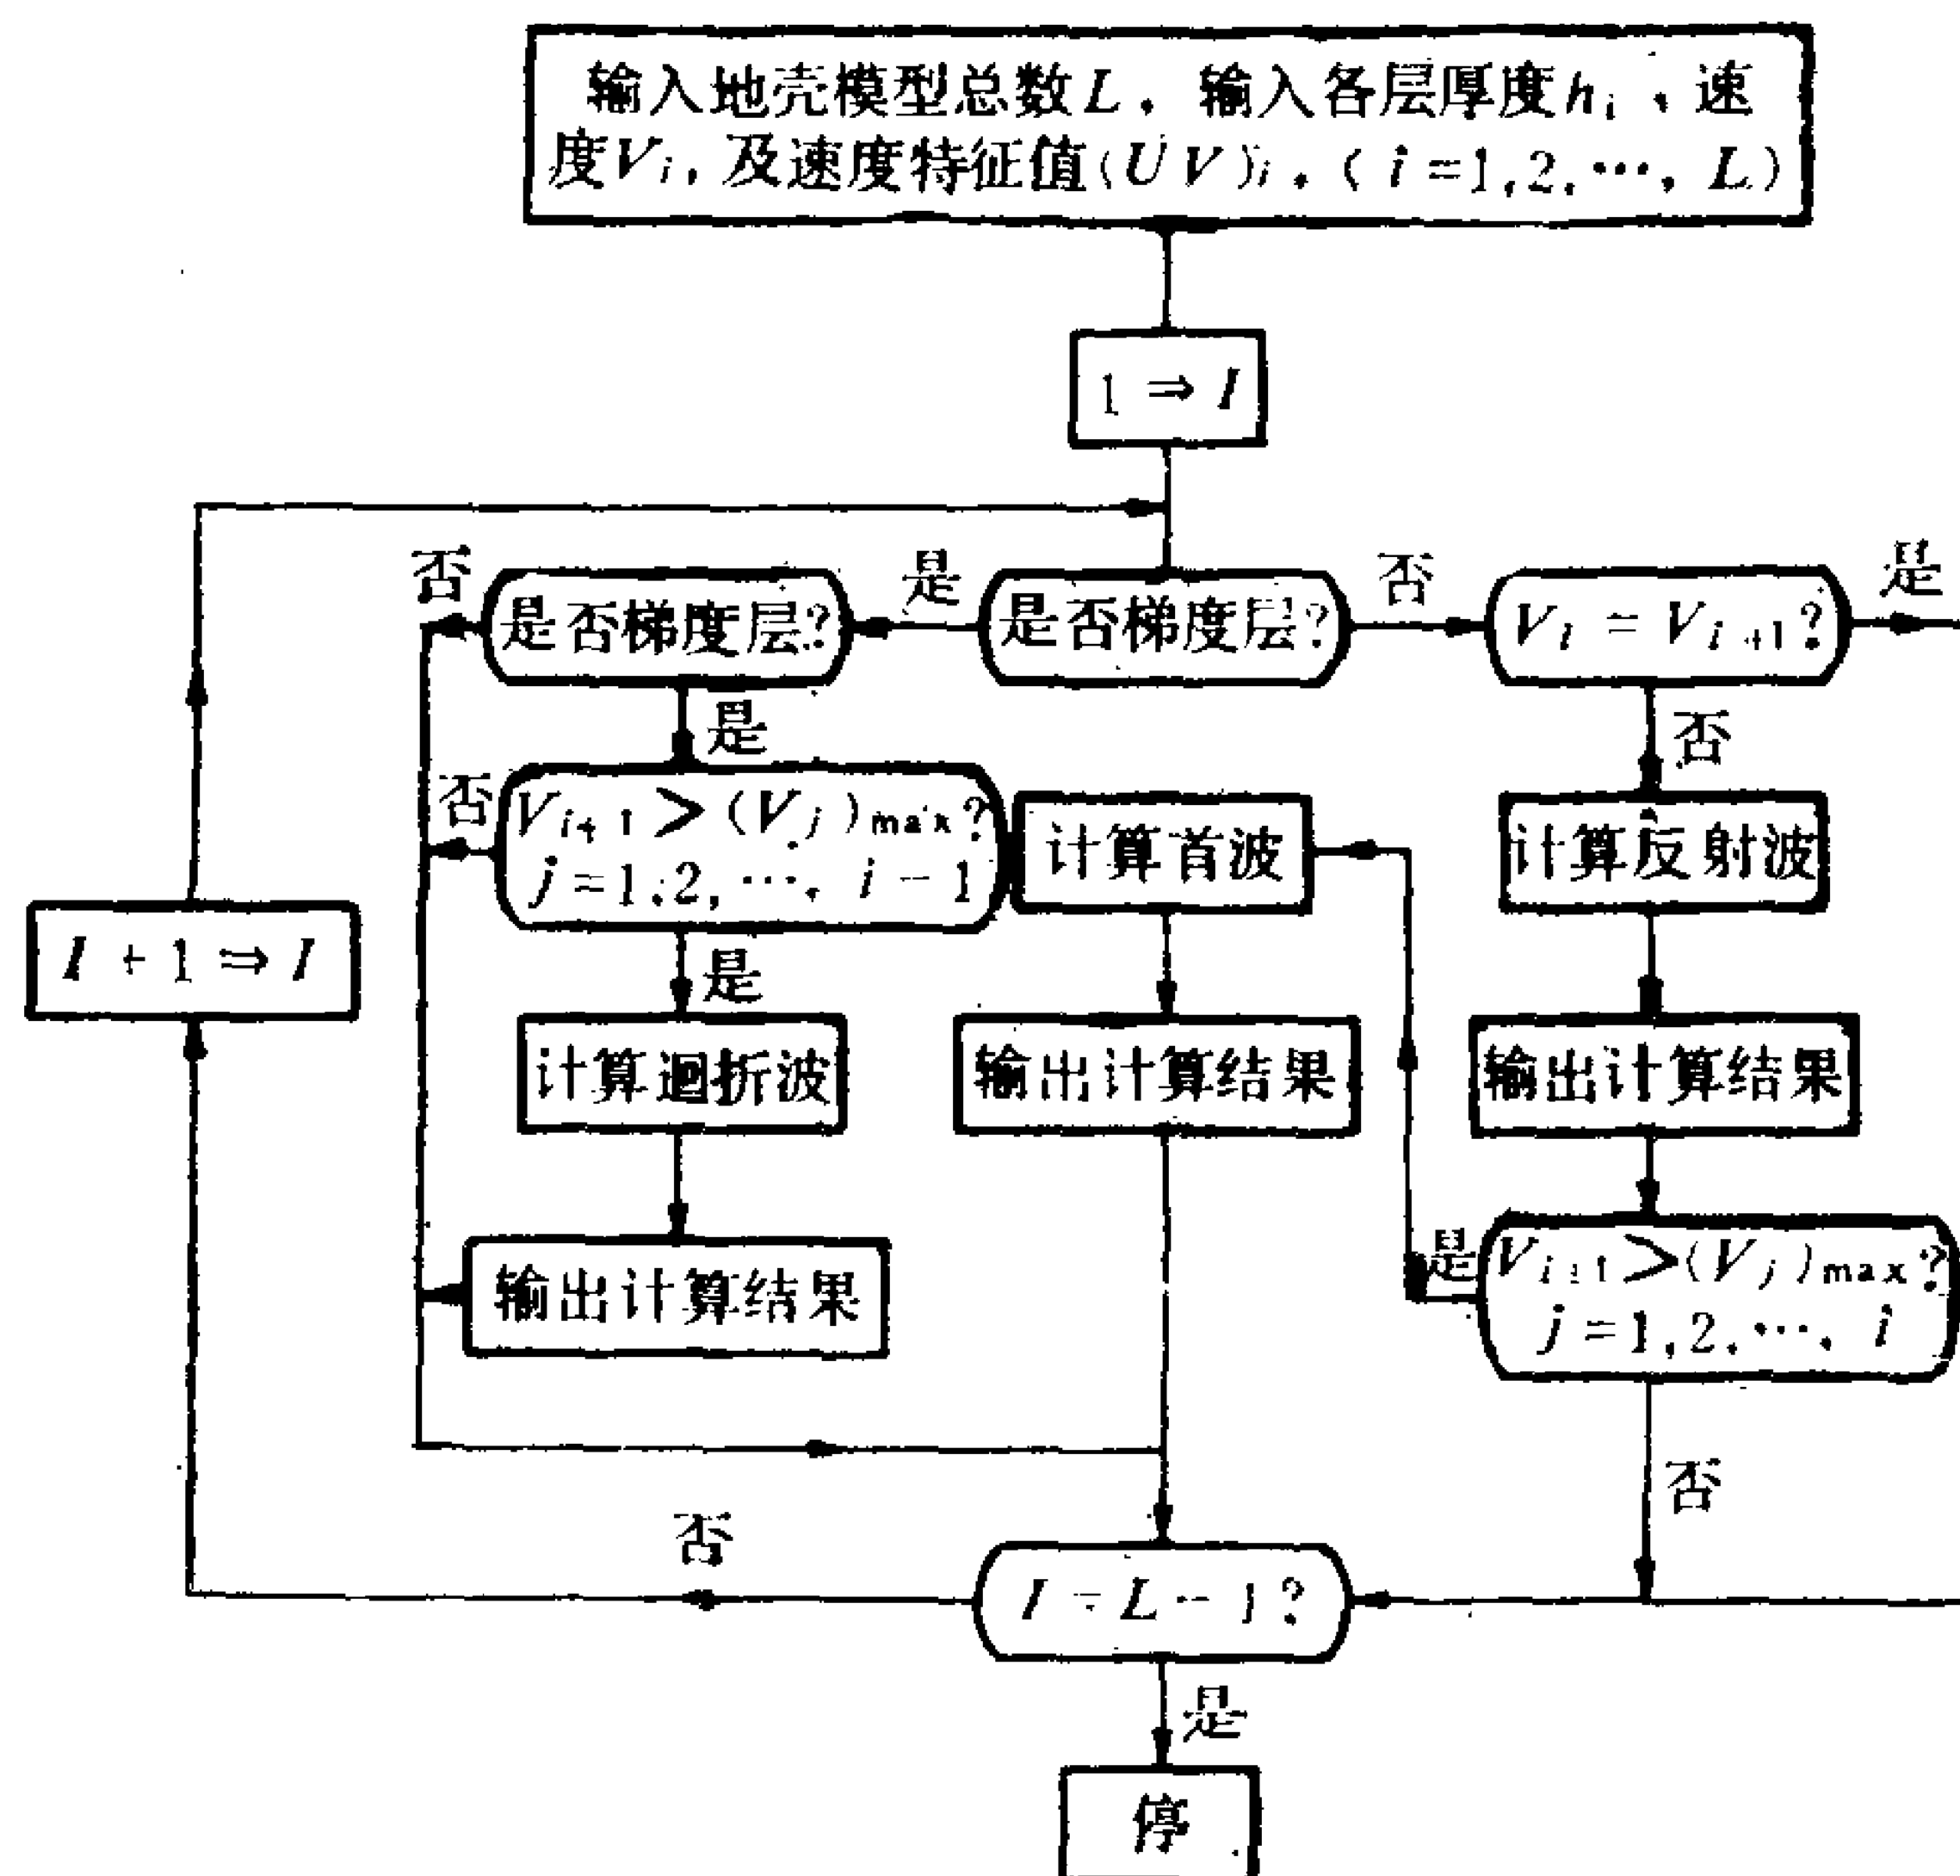 输入地壳模型总数L，输入各层厚度hᵢ、速
度Vᵢ，及速度特征值(UV)ᵢ，(i=1,2,…,L)
1⇒I
否
是
否
是
是否梯度层?
是否梯度层?
Vᵢ=Vᵢ₊₁?
是
否
否
Vᵢ₊₁>(Vⱼ)max?
j=1,2,…,i-1
计算首波
计算反射波
I+1⇒I
是
计算迴折波
输出计算结果
输出计算结果
是
Vᵢ₊₁>(Vⱼ)max?
j=1,2,…,i
输出计算结果
否
否
I=L-1?
是
停